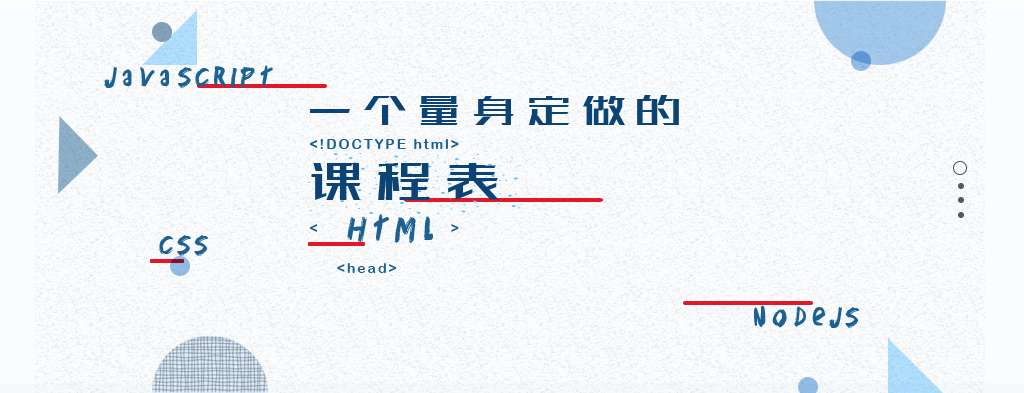 JavaSCRIPt
一个量身定做的
<!DOCTYPE html>
课程表
< HtML >
CSS
<head>
NoDeJS